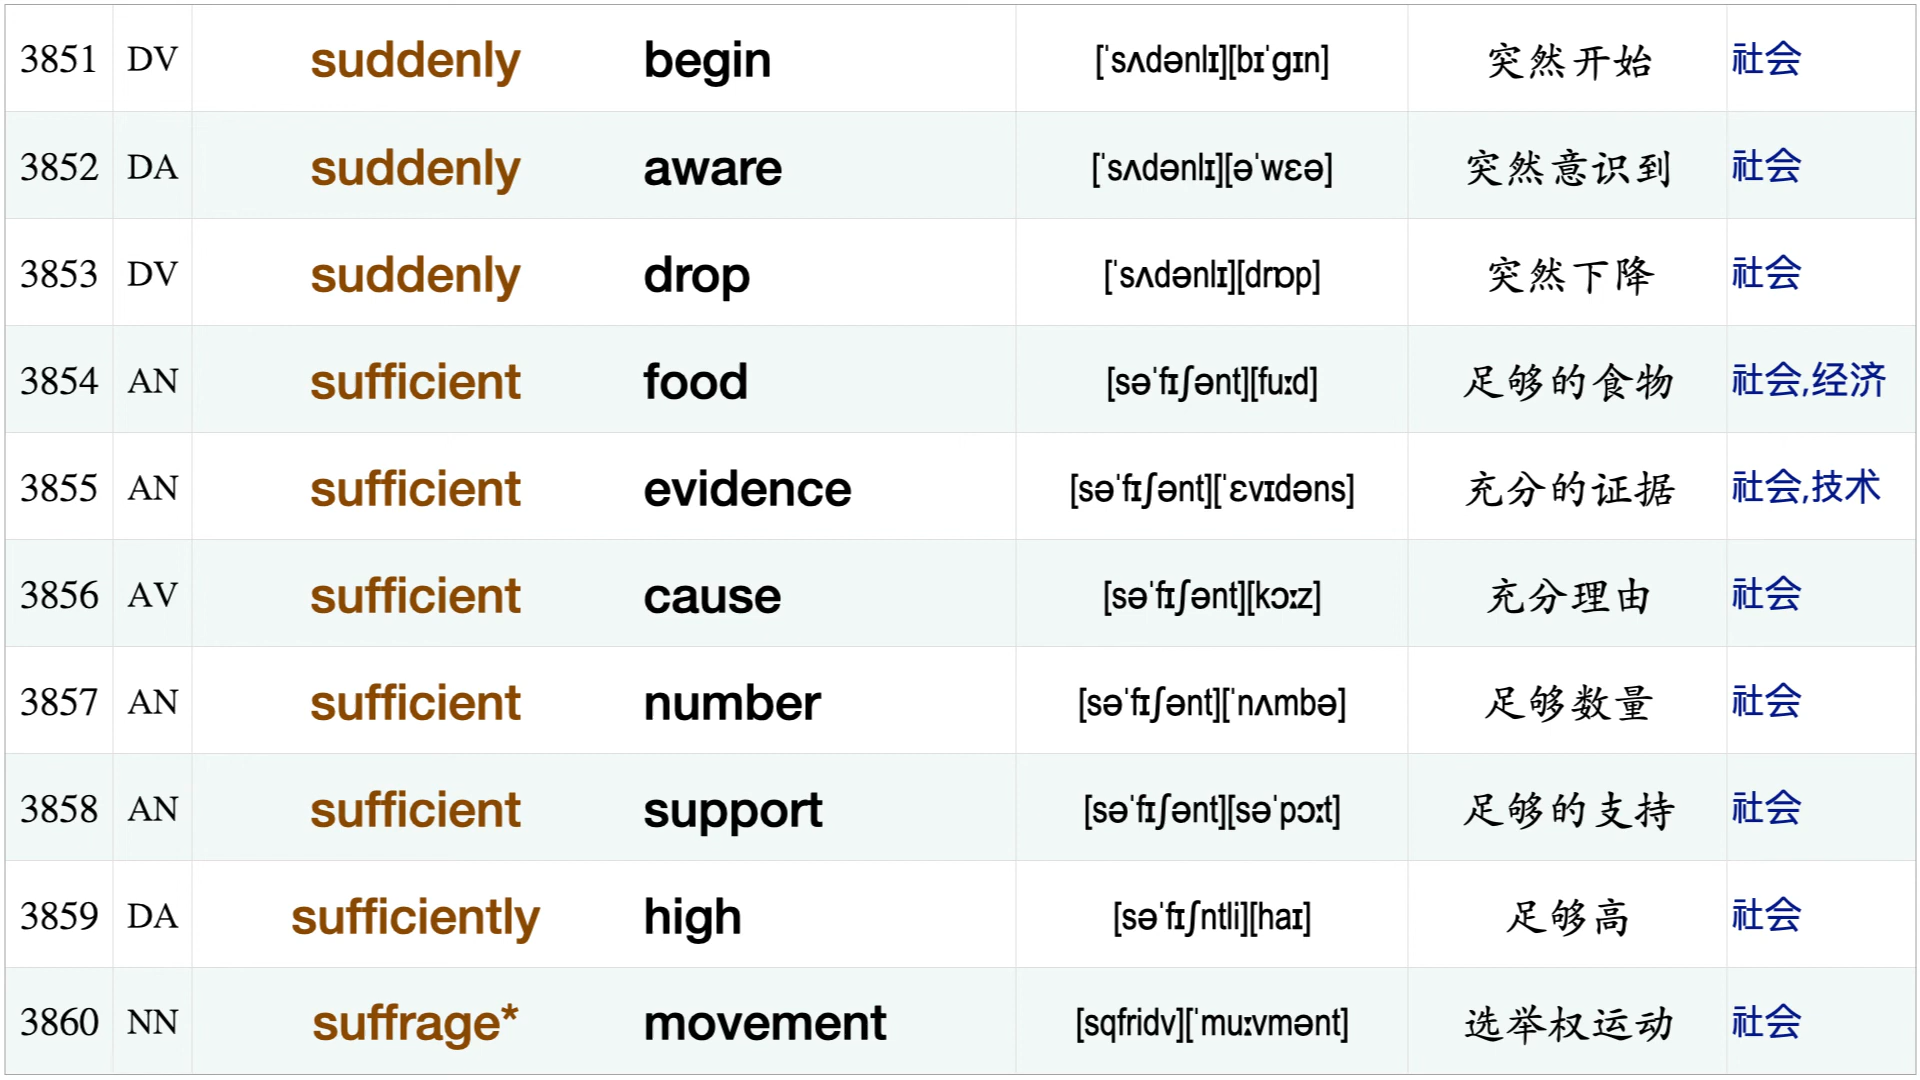 3851 DV suddenly begin [ˈsʌdənlɪ][bɪˈgɪn] 突然开始 社会
3852 DA suddenly aware [ˈsʌdənlɪ][əˈwɛə] 突然意识到 社会
3853 DV suddenly drop [ˈsʌdənlɪ][drɒp] 突然下降 社会
3854 AN sufficient food [səˈfɪʃənt][fuːd] 足够的食物 社会,经济
3855 AN sufficient evidence [səˈfɪʃənt][ˈɛvɪdəns] 充分的证据 社会,技术
3856 AV sufficient cause [səˈfɪʃənt][kɔːz] 充分理由 社会
3857 AN sufficient number [səˈfɪʃənt][ˈnʌmbə] 足够数量 社会
3858 AN sufficient support [səˈfɪʃənt][səˈpɔːt] 足够的支持 社会
3859 DA sufficiently high [səˈfɪʃntli][haɪ] 足够高 社会
3860 NN suffrage* movement [sqfridv][ˈmuːvmənt] 选举权运动 社会